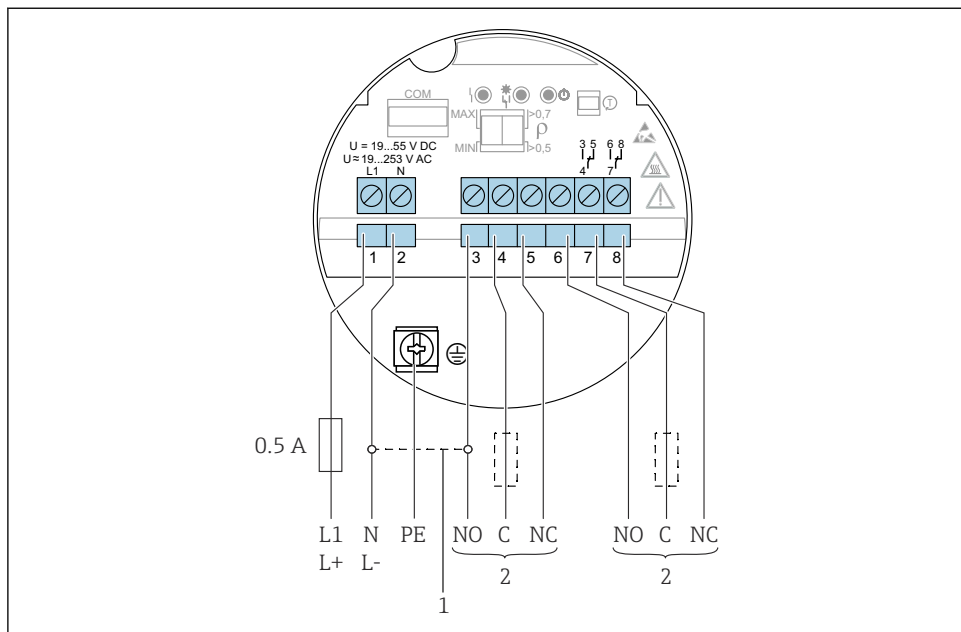 COM
MAX >0,7
ρ
MIN >0,5
3 5 6 8
4 7
U = 19...55 V DC
U≂19...253 V AC
L1 N
1 2 3 4 5 6 7 8
0.5 A
L1 N PE NO C NC NO C NC
L+ L- 2 2
1